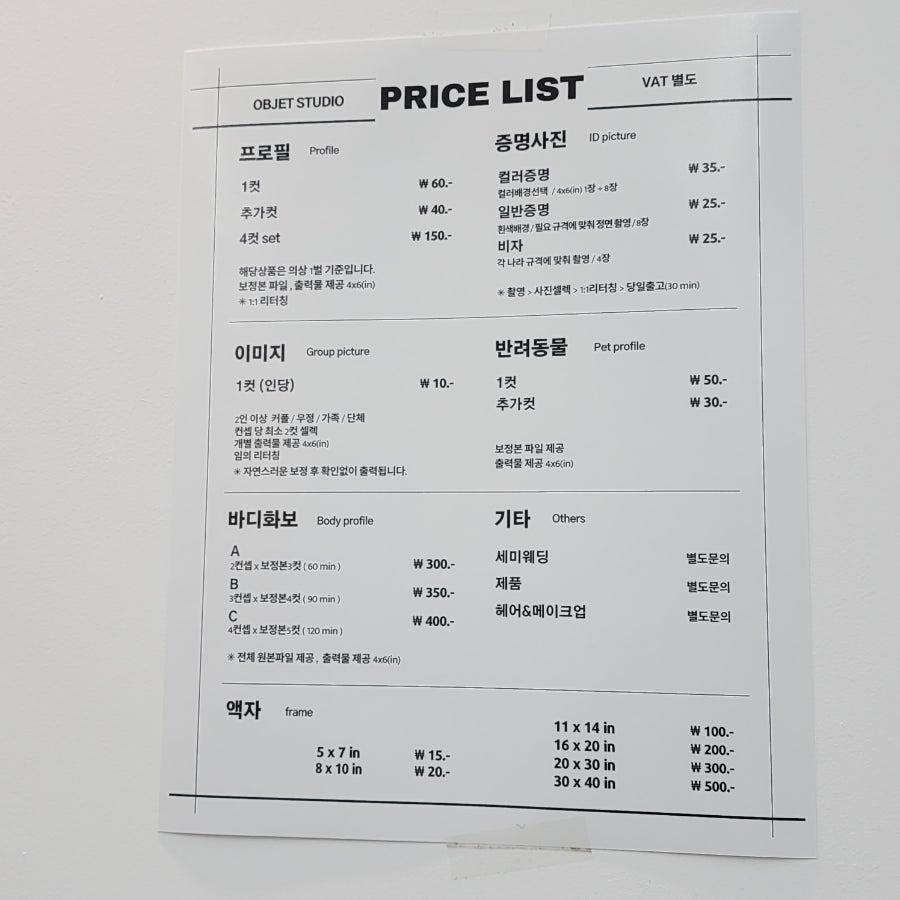 OBJET STUDIO
PRICE LIST
VAT 별도
프로필 Profile
1컷 ₩ 60.-
추가컷 ₩ 40.-
4컷 set ₩ 150.-
해당상품은 의상 1벌 기준입니다.
보정본 파일 , 출력물 제공 4x6(in)
✳ 1:1 리터칭
증명사진 ID picture
컬러증명 ₩ 35.-
컬러배경선택 / 4x6(in) 1장 + 8장
일반증명 ₩ 25.-
흰색배경 / 필요 규격에 맞춰 정면 촬영 / 8장
비자 ₩ 25.-
각 나라 규격에 맞춰 촬영 / 4장
✳ 촬영 > 사진셀렉 > 1:1리터칭 > 당일출고(30 min)
이미지 Group picture
1컷 (인당) ₩ 10.-
2인 이상 커플 / 우정 / 가족 / 단체
컨셉 당 최소 2컷 셀렉
개별 출력물 제공 4x6(in)
임의 리터칭
✳ 자연스러운 보정 후 확인없이 출력됩니다.
반려동물 Pet profile
1컷 ₩ 50.-
추가컷 ₩ 30.-
보정본 파일 제공
출력물 제공 4x6(in)
바디화보 Body profile
A
2컨셉 x 보정본3컷 ( 60 min ) ₩ 300.-
B
3컨셉 x 보정본4컷 ( 90 min ) ₩ 350.-
C
4컨셉 x 보정본5컷 ( 120 min ) ₩ 400.-
✳ 전체 원본파일 제공 , 출력물 제공 4x6(in)
기타 Others
세미웨딩 별도문의
제품 별도문의
헤어&메이크업 별도문의
액자 frame
5 x 7 in ₩ 15.-
8 x 10 in ₩ 20.-
11 x 14 in ₩ 100.-
16 x 20 in ₩ 200.-
20 x 30 in ₩ 300.-
30 x 40 in ₩ 500.-